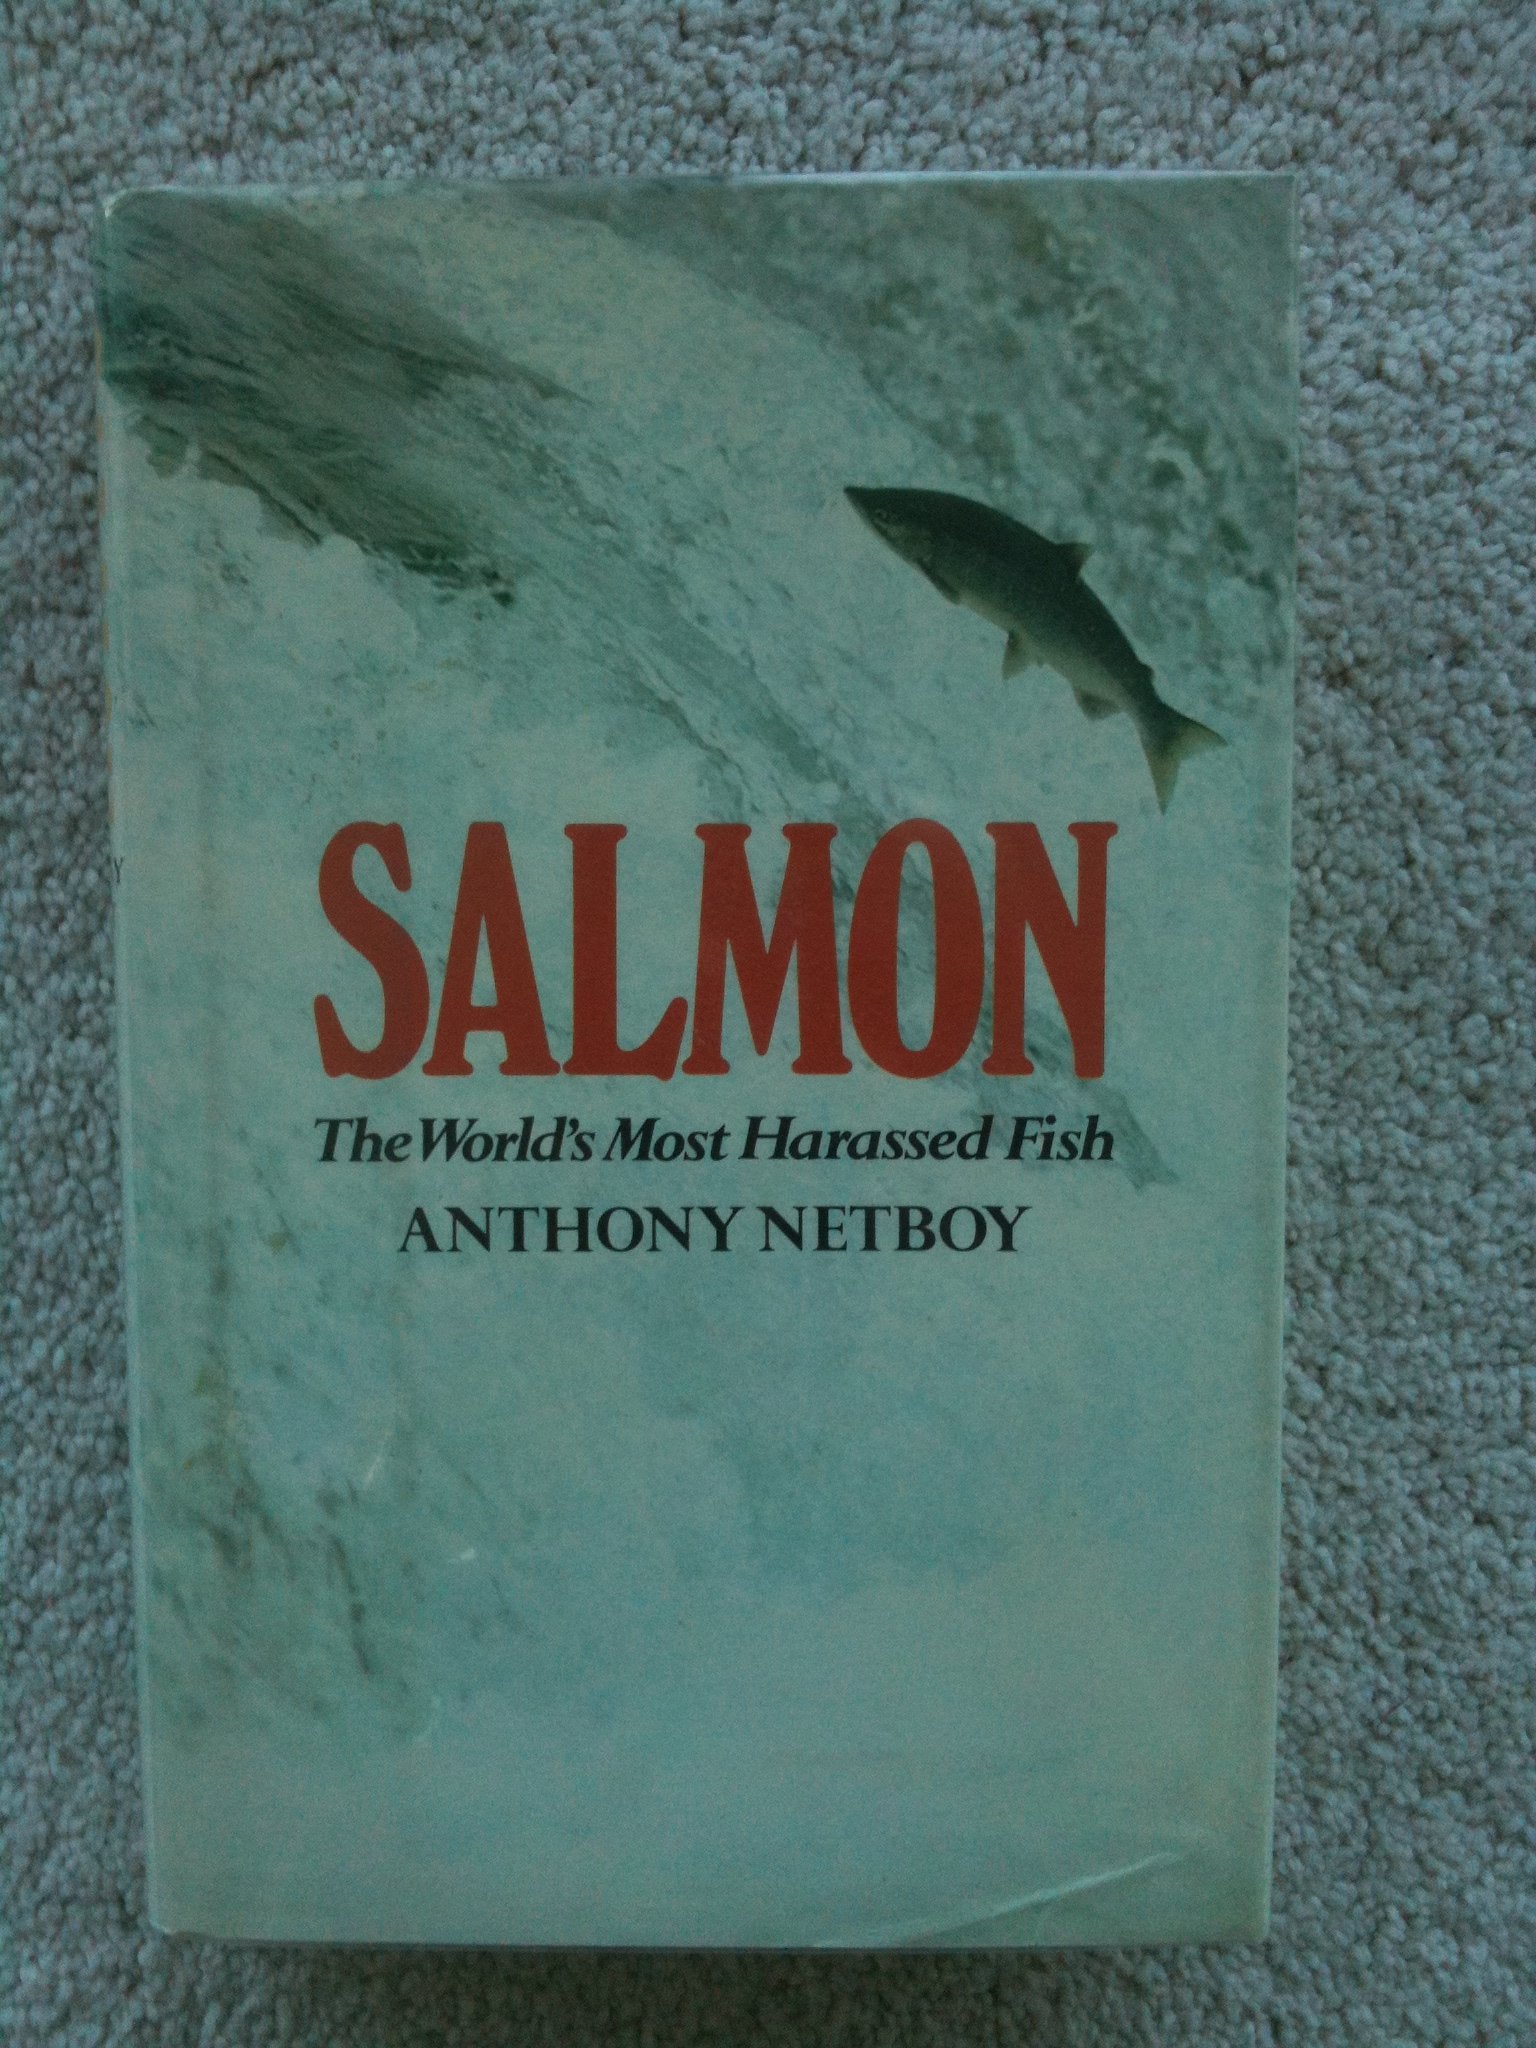 SALMON
The World's Most Harassed Fish
ANTHONY NETBOY
Y